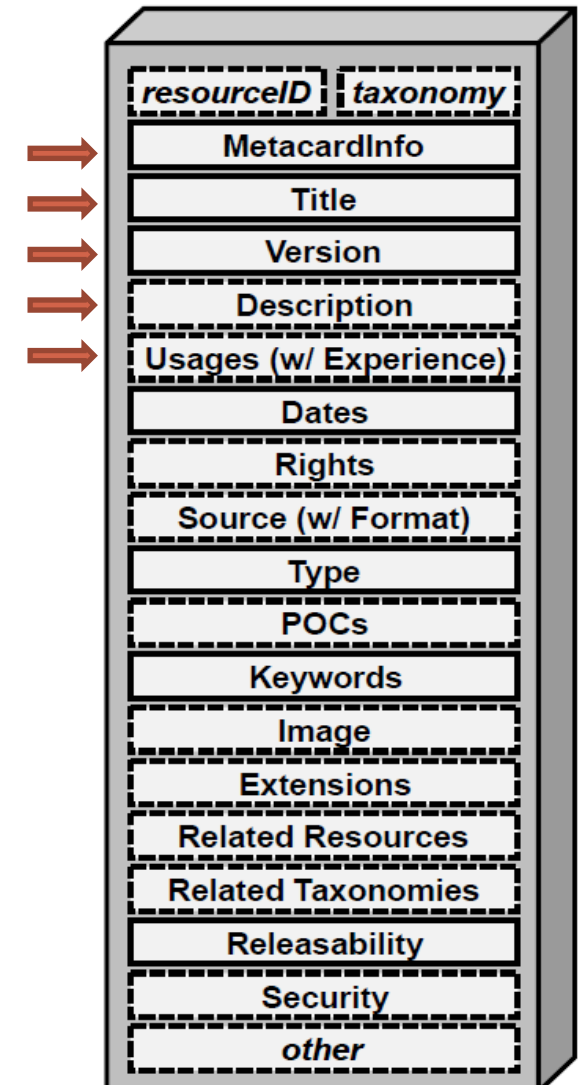 resourceID taxonomy
MetacardInfo
Title
Version
Description
Usages (w/ Experience)
Dates
Rights
Source (w/ Format)
Type
POCs
Keywords
Image
Extensions
Related Resources
Related Taxonomies
Releasability
Security
other